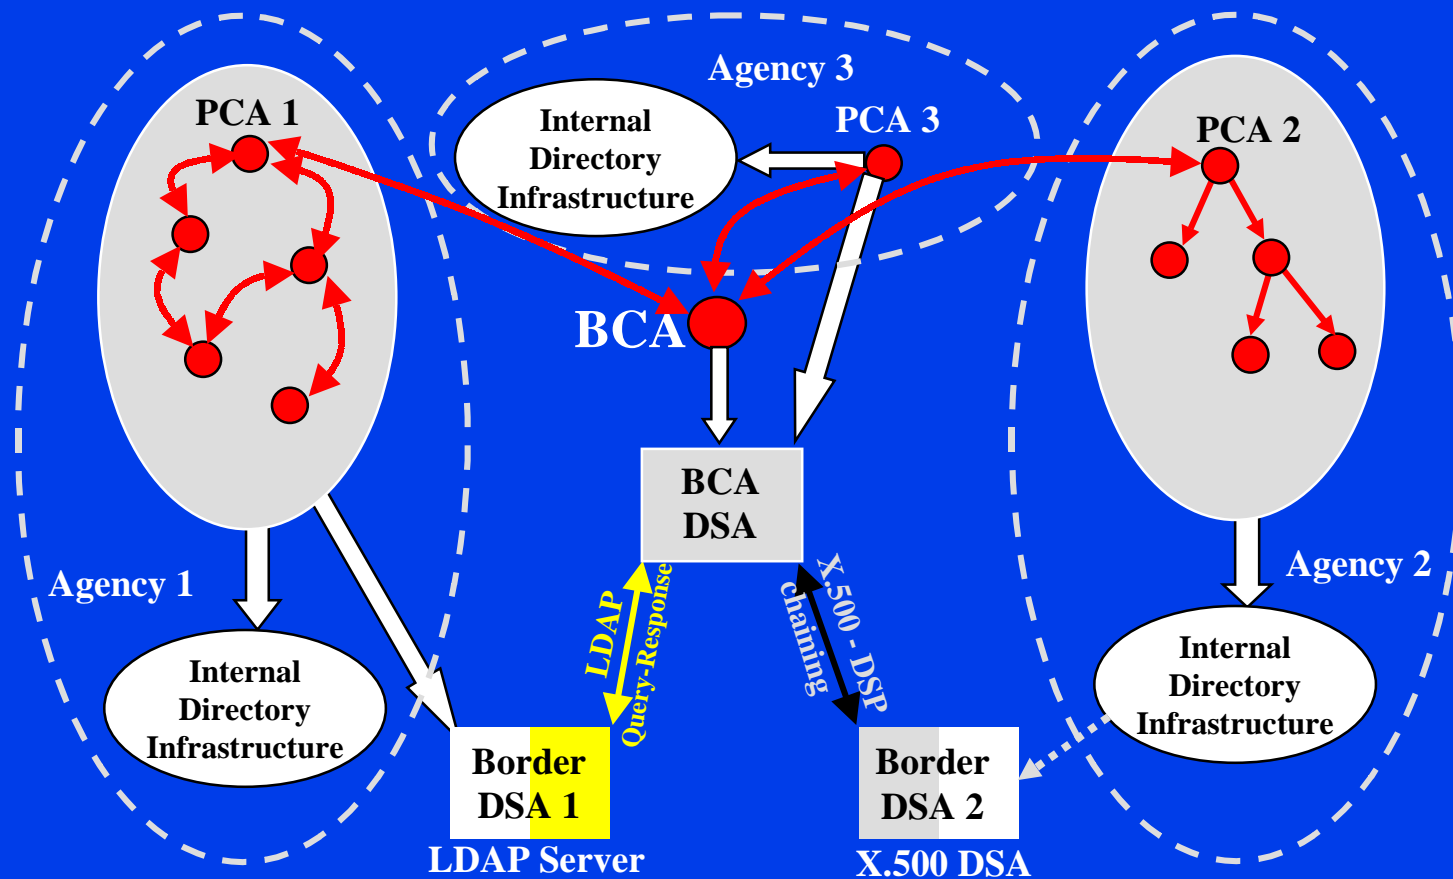 Agency 3
PCA 1
Internal
Directory
Infrastructure
PCA 3
PCA 2
BCA
BCA
DSA
Agency 1
Agency 2
LDAP
Query-Response
X.500 - DSP
chaining
Internal
Directory
Infrastructure
Internal
Directory
Infrastructure
Border
DSA 1
LDAP Server
Border
DSA 2
X.500 DSA